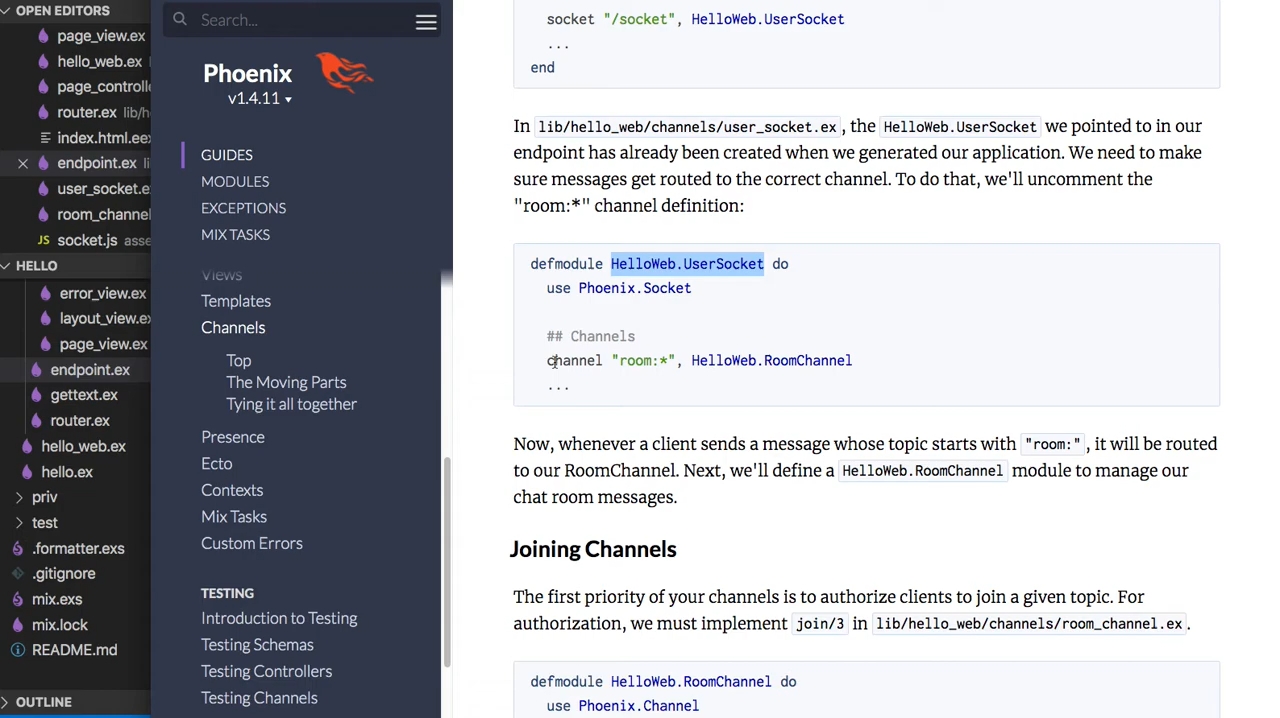 OPEN EDITORS
page_view.ex
hello_web.ex
page_controll
router.ex lib/h
index.html.eex
endpoint.ex li
user_socket.e
room_channel
JS socket.js asse
HELLO
error_view.ex
layout_view.ex
page_view.ex
endpoint.ex
gettext.ex
router.ex
hello_web.ex
hello.ex
priv
test
.formatter.exs
.gitignore
mix.exs
mix.lock
README.md
OUTLINE
Search...
Phoenix
v1.4.11
GUIDES
MODULES
EXCEPTIONS
MIX TASKS
Views
Templates
Channels
Top
The Moving Parts
Tying it all together
Presence
Ecto
Contexts
Mix Tasks
Custom Errors
TESTING
Introduction to Testing
Testing Schemas
Testing Controllers
Testing Channels
socket "/socket", HelloWeb.UserSocket
...
end
In lib/hello_web/channels/user_socket.ex, the HelloWeb.UserSocket we pointed to in our
endpoint has already been created when we generated our application. We need to make
sure messages get routed to the correct channel. To do that, we'll uncomment the
"room:*" channel definition:
defmodule HelloWeb.UserSocket do
use Phoenix.Socket
## Channels
channel "room:*", HelloWeb.RoomChannel
...
Now, whenever a client sends a message whose topic starts with "room:", it will be routed
to our RoomChannel. Next, we'll define a HelloWeb.RoomChannel module to manage our
chat room messages.
Joining Channels
The first priority of your channels is to authorize clients to join a given topic. For
authorization, we must implement join/3 in lib/hello_web/channels/room_channel.ex.
defmodule HelloWeb.RoomChannel do
use Phoenix.Channel